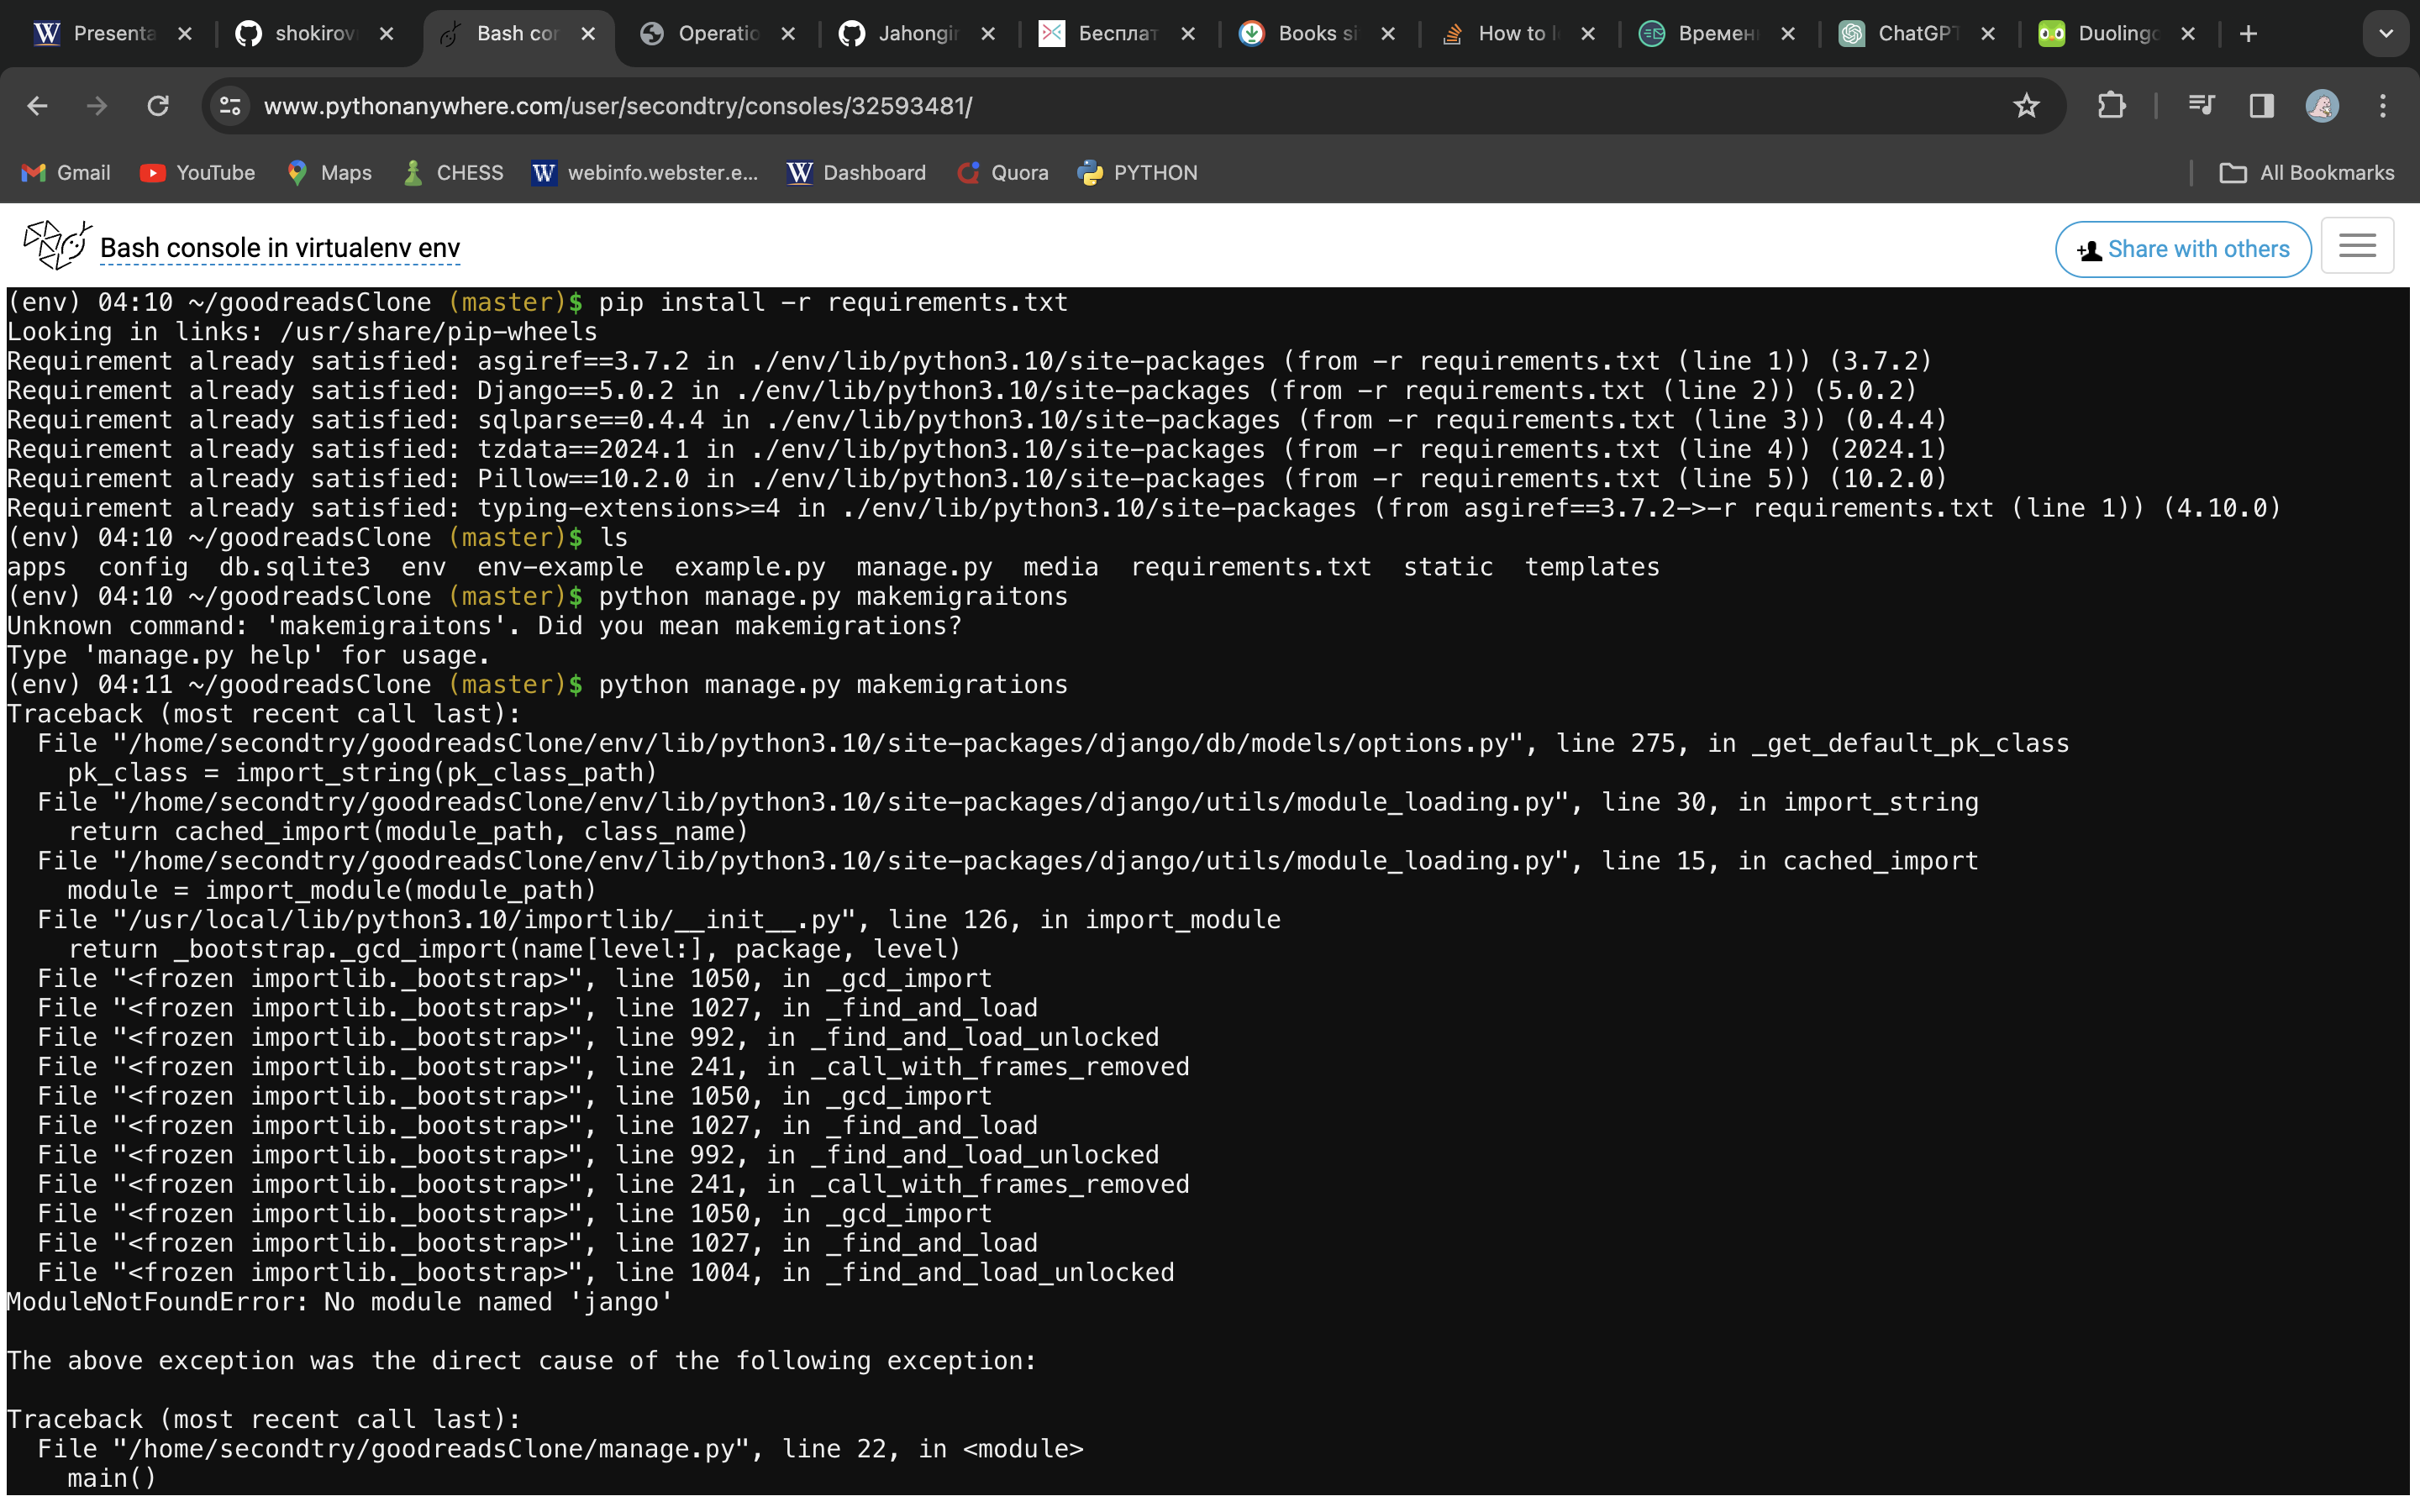 Presenta
shokirov
Bash con
Operatio
Jahongir
Бесплат
Books si
How to l
Времен
ChatGPT
Duolingo
www.pythonanywhere.com/user/secondtry/consoles/32593481/
Gmail YouTube Maps CHESS webinfo.webster.e... Dashboard Quora PYTHON All Bookmarks
Bash console in virtualenv env Share with others
(env) 04:10 ~/goodreadsClone (master)$ pip install -r requirements.txt
Looking in links: /usr/share/pip-wheels
Requirement already satisfied: asgiref==3.7.2 in ./env/lib/python3.10/site-packages (from -r requirements.txt (line 1)) (3.7.2)
Requirement already satisfied: Django==5.0.2 in ./env/lib/python3.10/site-packages (from -r requirements.txt (line 2)) (5.0.2)
Requirement already satisfied: sqlparse==0.4.4 in ./env/lib/python3.10/site-packages (from -r requirements.txt (line 3)) (0.4.4)
Requirement already satisfied: tzdata==2024.1 in ./env/lib/python3.10/site-packages (from -r requirements.txt (line 4)) (2024.1)
Requirement already satisfied: Pillow==10.2.0 in ./env/lib/python3.10/site-packages (from -r requirements.txt (line 5)) (10.2.0)
Requirement already satisfied: typing-extensions>=4 in ./env/lib/python3.10/site-packages (from asgiref==3.7.2->-r requirements.txt (line 1)) (4.10.0)
(env) 04:10 ~/goodreadsClone (master)$ ls
apps  config  db.sqlite3  env  env-example  example.py  manage.py  media  requirements.txt  static  templates
(env) 04:10 ~/goodreadsClone (master)$ python manage.py makemigraitons
Unknown command: 'makemigraitons'. Did you mean makemigrations?
Type 'manage.py help' for usage.
(env) 04:11 ~/goodreadsClone (master)$ python manage.py makemigrations
Traceback (most recent call last):
  File "/home/secondtry/goodreadsClone/env/lib/python3.10/site-packages/django/db/models/options.py", line 275, in _get_default_pk_class
    pk_class = import_string(pk_class_path)
  File "/home/secondtry/goodreadsClone/env/lib/python3.10/site-packages/django/utils/module_loading.py", line 30, in import_string
    return cached_import(module_path, class_name)
  File "/home/secondtry/goodreadsClone/env/lib/python3.10/site-packages/django/utils/module_loading.py", line 15, in cached_import
    module = import_module(module_path)
  File "/usr/local/lib/python3.10/importlib/__init__.py", line 126, in import_module
    return _bootstrap._gcd_import(name[level:], package, level)
  File "<frozen importlib._bootstrap>", line 1050, in _gcd_import
  File "<frozen importlib._bootstrap>", line 1027, in _find_and_load
  File "<frozen importlib._bootstrap>", line 992, in _find_and_load_unlocked
  File "<frozen importlib._bootstrap>", line 241, in _call_with_frames_removed
  File "<frozen importlib._bootstrap>", line 1050, in _gcd_import
  File "<frozen importlib._bootstrap>", line 1027, in _find_and_load
  File "<frozen importlib._bootstrap>", line 992, in _find_and_load_unlocked
  File "<frozen importlib._bootstrap>", line 241, in _call_with_frames_removed
  File "<frozen importlib._bootstrap>", line 1050, in _gcd_import
  File "<frozen importlib._bootstrap>", line 1027, in _find_and_load
  File "<frozen importlib._bootstrap>", line 1004, in _find_and_load_unlocked
ModuleNotFoundError: No module named 'jango'
The above exception was the direct cause of the following exception:
Traceback (most recent call last):
  File "/home/secondtry/goodreadsClone/manage.py", line 22, in <module>
    main()